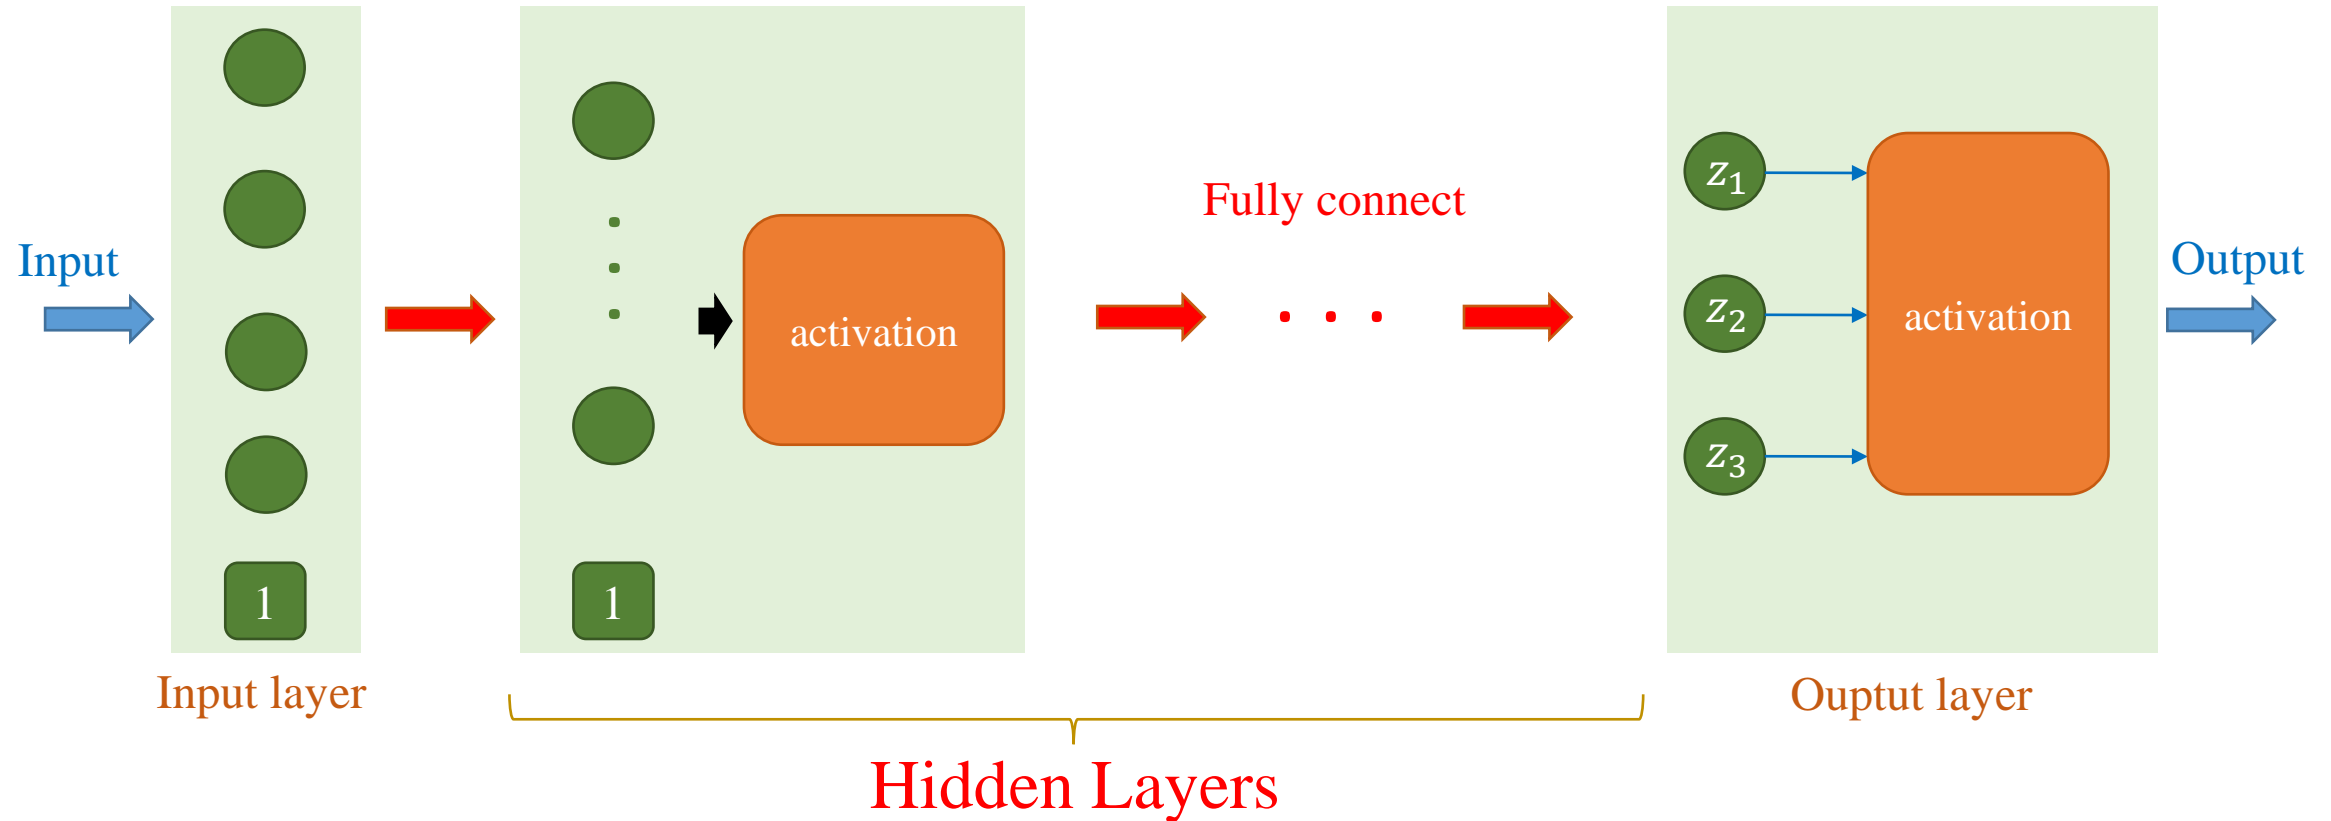 Input
1
Input layer
1
activation
Fully connect
Hidden Layers
z₁
z₂
z₃
activation
Ouptut layer
Output